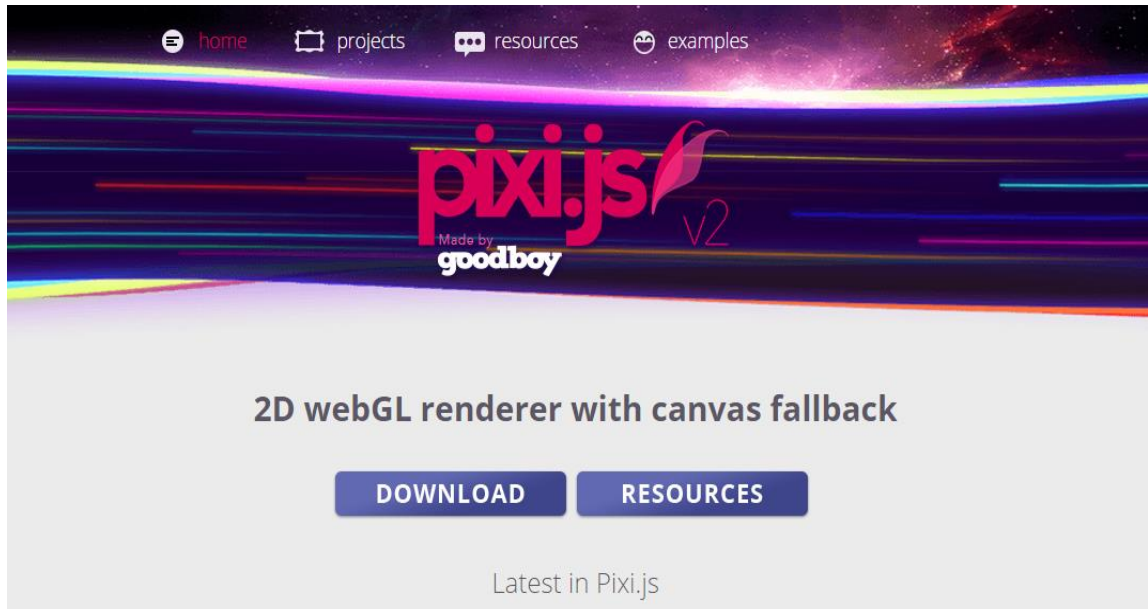 home projects resources examples
pixi.js
v2
Made by
goodboy
2D webGL renderer with canvas fallback
DOWNLOAD RESOURCES
Latest in Pixi.js